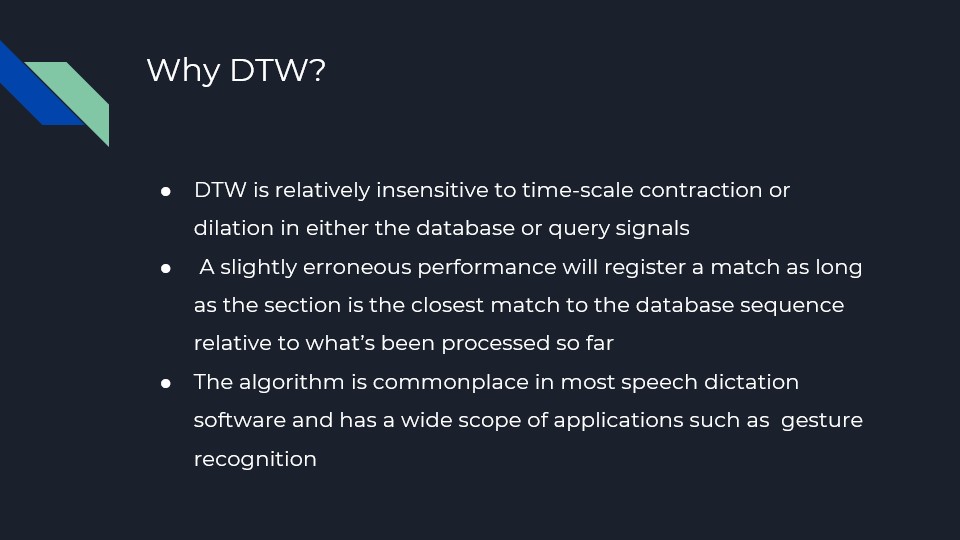 Why DTW?
● DTW is relatively insensitive to time-scale contraction or
dilation in either the database or query signals
● A slightly erroneous performance will register a match as long
as the section is the closest match to the database sequence
relative to what’s been processed so far
● The algorithm is commonplace in most speech dictation
software and has a wide scope of applications such as  gesture
recognition